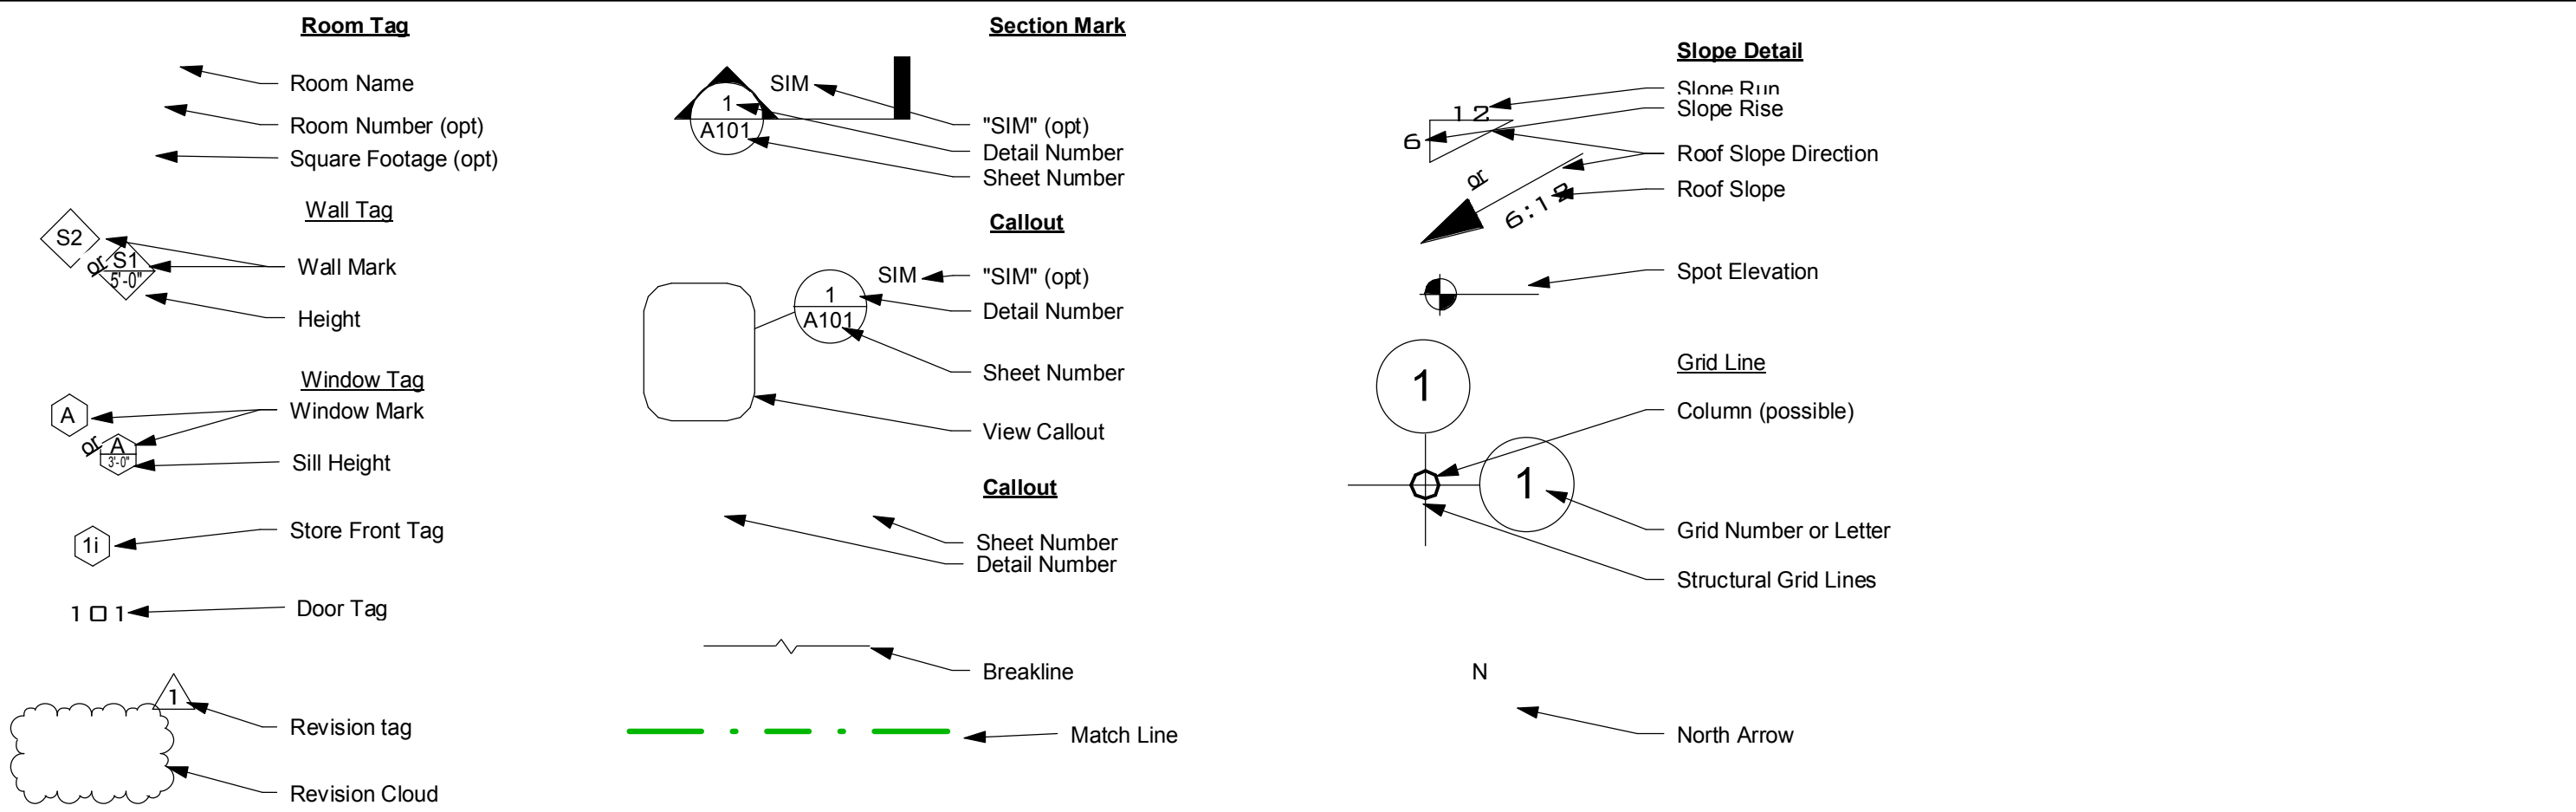 Room Tag
Room Name
Room Number (opt)
Square Footage (opt)
Wall Tag
S2
or
S1
5'-0"
Wall Mark
Height
Window Tag
A
Window Mark
or
A
3'-0"
Sill Height
1i
Store Front Tag
101
Door Tag
1
Revision tag
Revision Cloud
Section Mark
SIM
1
A101
"SIM" (opt)
Detail Number
Sheet Number
Callout
SIM
"SIM" (opt)
1
Detail Number
A101
Sheet Number
View Callout
Callout
Sheet Number
Detail Number
Breakline
Match Line
Slope Detail
Slope Run
12
Slope Rise
6
Roof Slope Direction
or
Roof Slope
6:12
Spot Elevation
Grid Line
1
Column (possible)
1
Grid Number or Letter
Structural Grid Lines
N
North Arrow